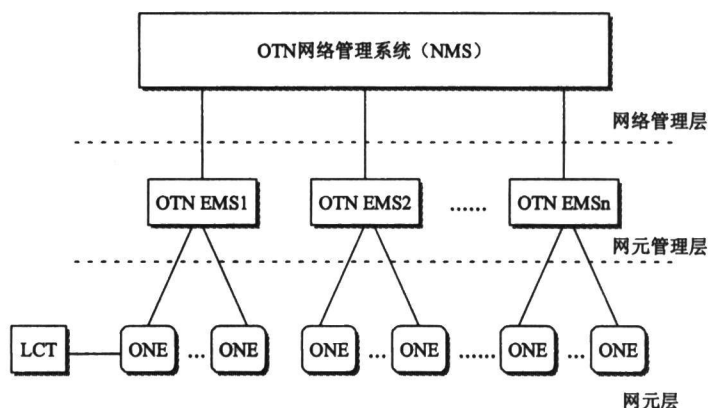 OTN网络管理系统（NMS）
网络管理层
OTN EMS1
OTN EMS2
......
OTN EMSn
网元管理层
LCT
ONE
...
ONE
ONE
...
ONE
......
ONE
...
ONE
网元层